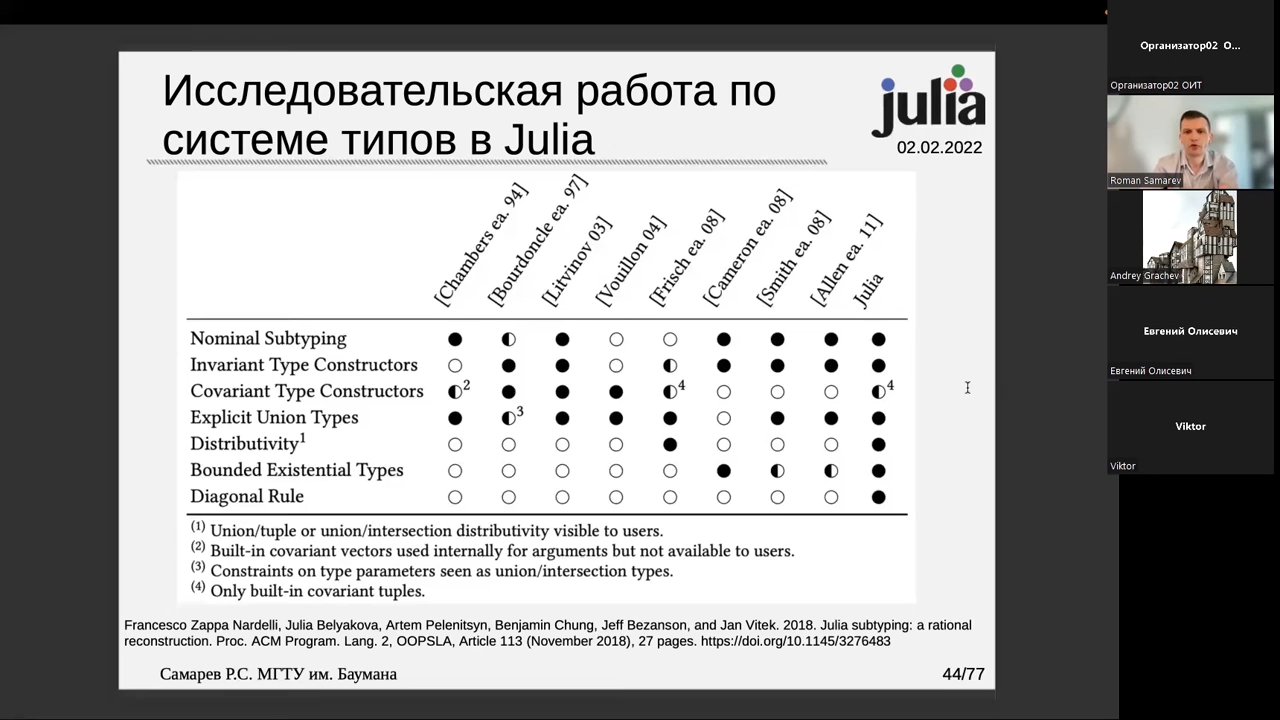 Исследовательская работа по
системе типов в Julia
julia
02.02.2022
[Chambers ea. 94]
[Bourdoncle ea. 97]
[Litvinov 03]
[Vouillon 04]
[Frisch ea. 08]
[Cameron ea. 08]
[Smith ea. 08]
[Allen ea. 11]
Julia
Nominal Subtyping
Invariant Type Constructors
Covariant Type Constructors 2 4 4
Explicit Union Types 3
Distributivity1
Bounded Existential Types
Diagonal Rule
(1) Union/tuple or union/intersection distributivity visible to users.
(2) Built-in covariant vectors used internally for arguments but not available to users.
(3) Constraints on type parameters seen as union/intersection types.
(4) Only built-in covariant tuples.
Francesco Zappa Nardelli, Julia Belyakova, Artem Pelenitsyn, Benjamin Chung, Jeff Bezanson, and Jan Vitek. 2018. Julia subtyping: a rational
reconstruction. Proc. ACM Program. Lang. 2, OOPSLA, Article 113 (November 2018), 27 pages. https://doi.org/10.1145/3276483
Самарев Р.С. МГТУ им. Баумана
44/77
Организатор02 О...
Организатор02 ОИТ
Roman Samarev
Andrey Grachev
Евгений Олисевич
Евгений Олисевич
Viktor
Viktor